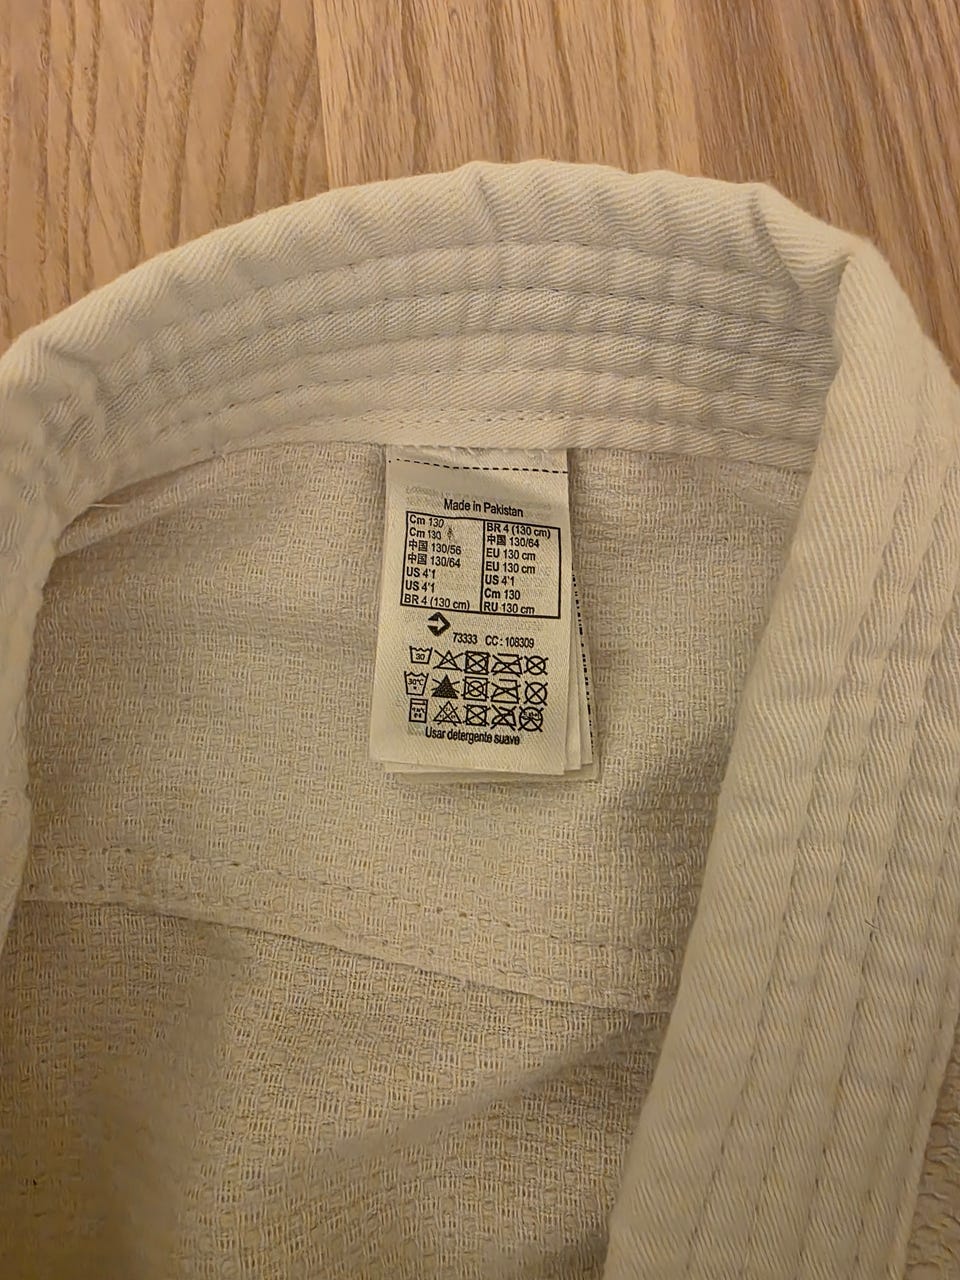 Made in Pakistan
Cm 130
Cm 130
中国 130/56
中国 130/64
US 4'1
US 4'1
BR 4 (130 cm)
BR 4 (130 cm)
中国 130/64
EU 130 cm
EU 130 cm
US 4'1
Cm 130
RU 130 cm
73333 CC: 108309
30
30°C
Usar detergente suave